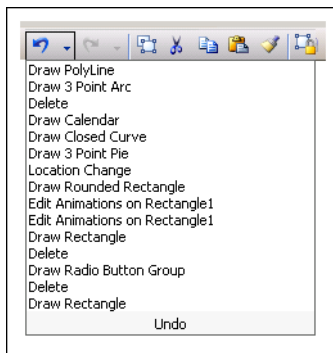 Draw PolyLine
Draw 3 Point Arc
Delete
Draw Calendar
Draw Closed Curve
Draw 3 Point Pie
Location Change
Draw Rounded Rectangle
Edit Animations on Rectangle1
Edit Animations on Rectangle1
Draw Rectangle
Delete
Draw Radio Button Group
Delete
Draw Rectangle
Undo